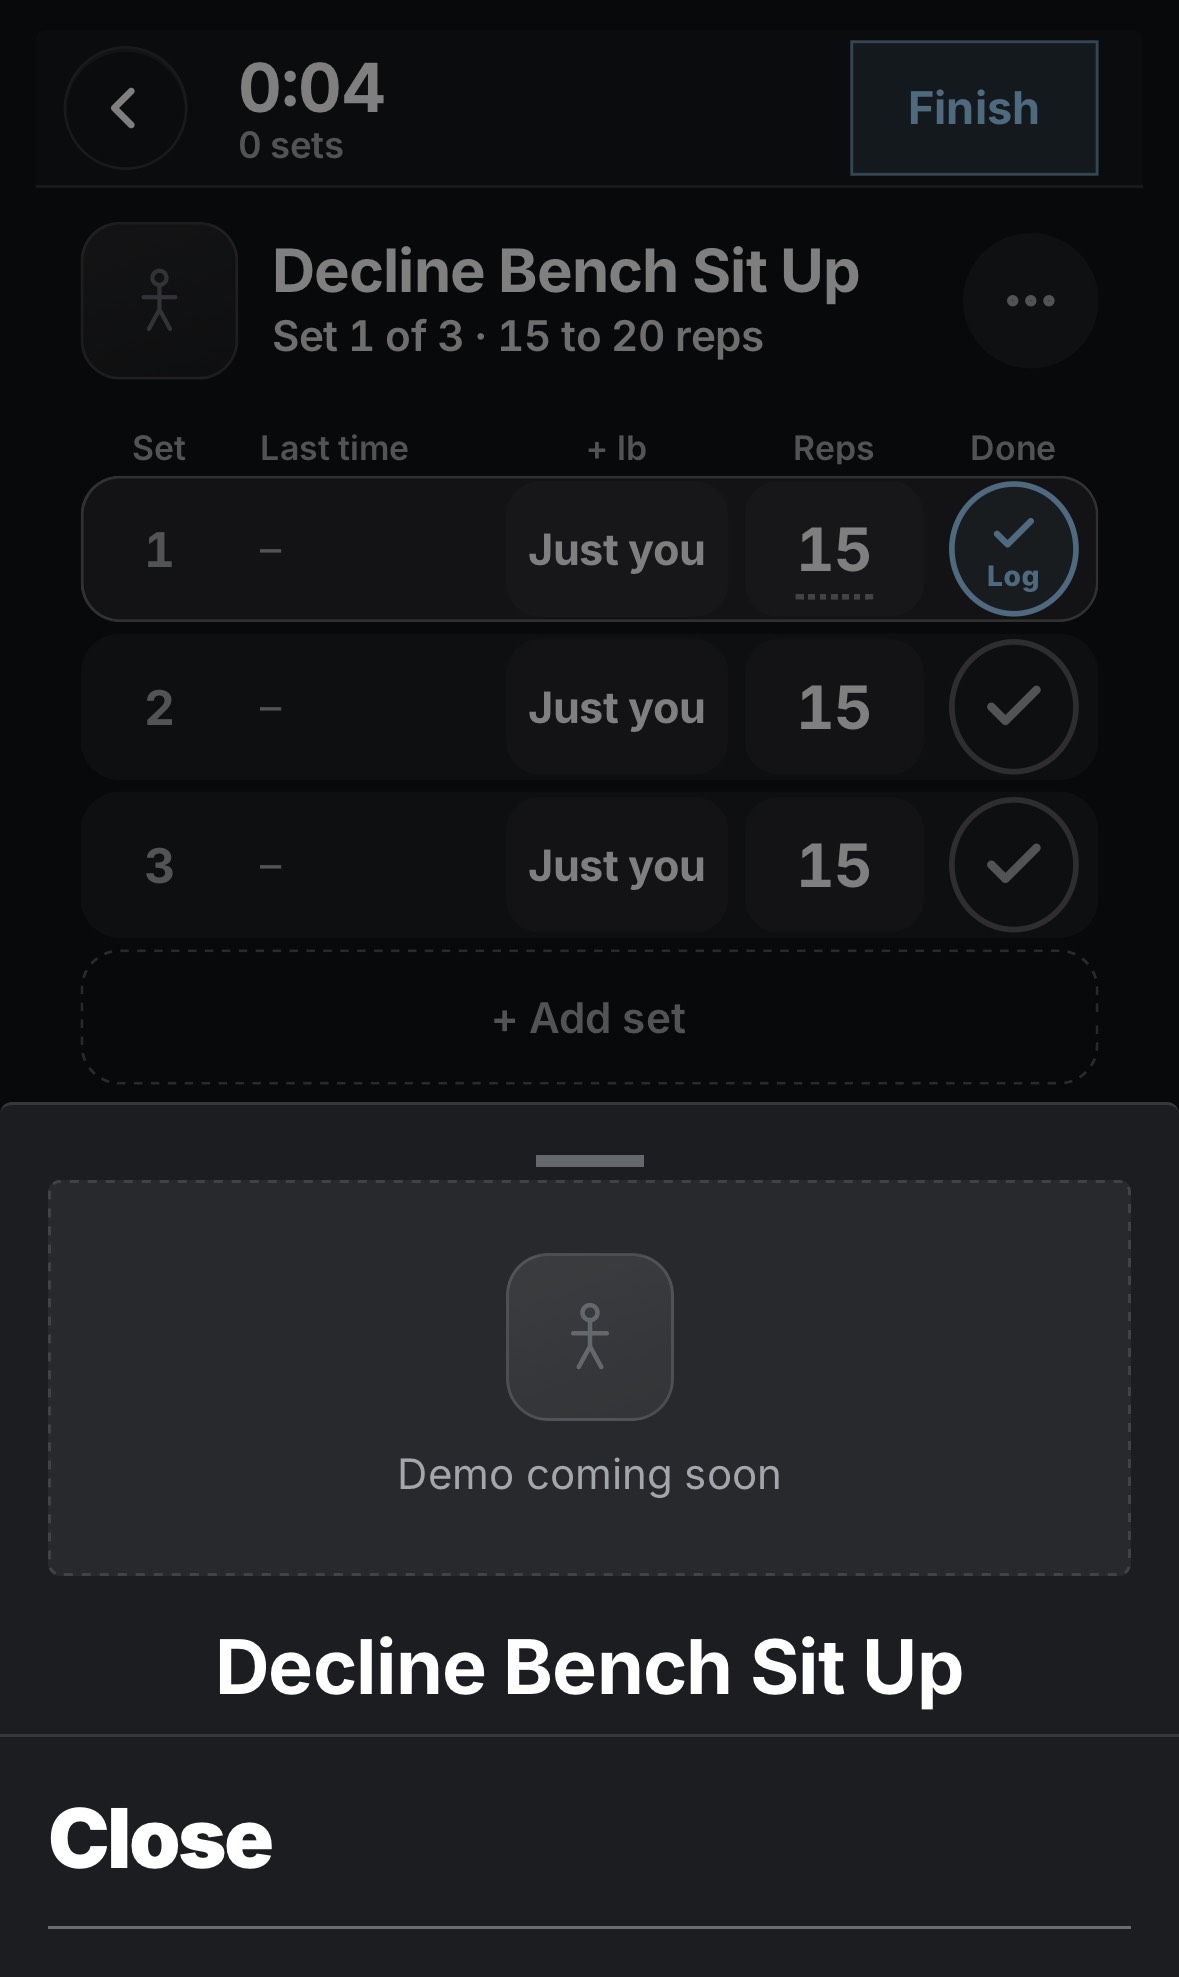 0:04
0 sets
Finish
Decline Bench Sit Up
Set 1 of 3 · 15 to 20 reps
Set Last time + lb Reps Done
1 – Just you 15 Log
2 – Just you 15
3 – Just you 15
+ Add set
Demo coming soon
Decline Bench Sit Up
Close